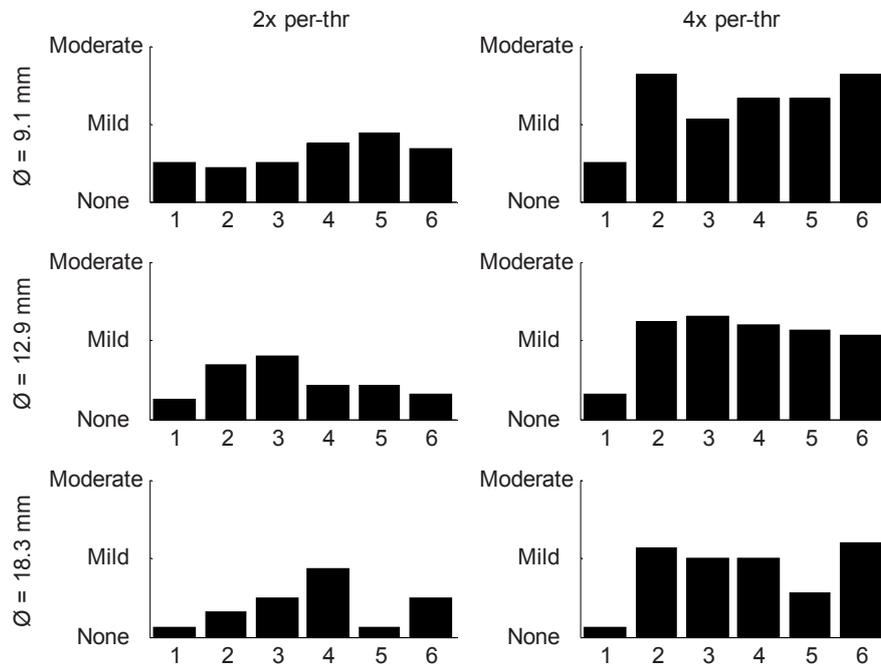 2x per-thr
4x per-thr
Ø = 9.1 mm
Moderate
Mild
None
1 2 3 4 5 6
Moderate
Mild
None
1 2 3 4 5 6
Ø = 12.9 mm
Moderate
Mild
None
1 2 3 4 5 6
Moderate
Mild
None
1 2 3 4 5 6
Ø = 18.3 mm
Moderate
Mild
None
1 2 3 4 5 6
Moderate
Mild
None
1 2 3 4 5 6